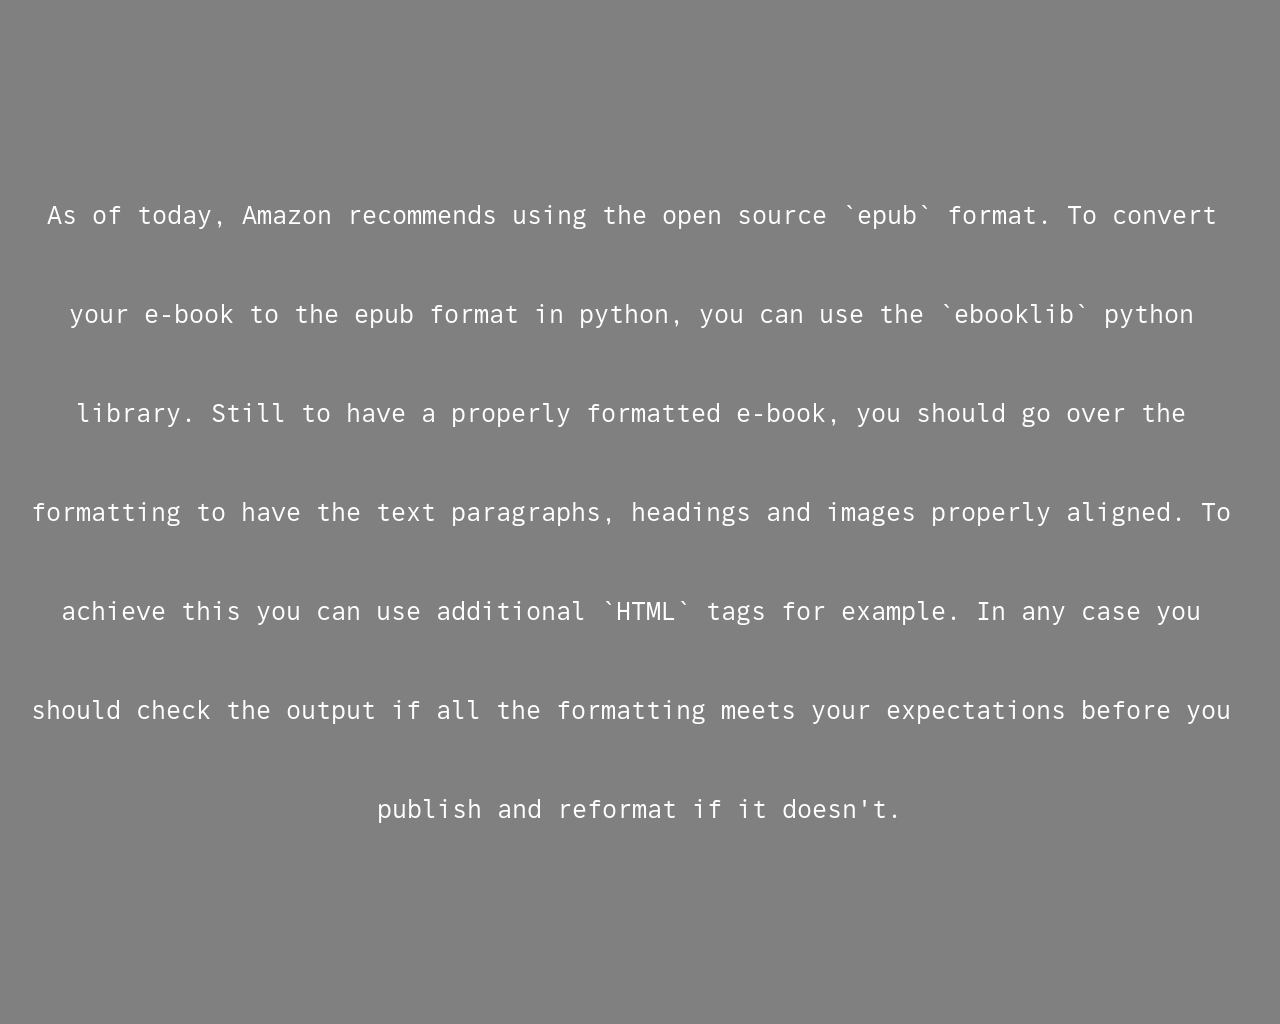 As of today, Amazon recommends using the open source `epub` format. To convert
your e-book to the epub format in python, you can use the `ebooklib` python
library. Still to have a properly formatted e-book, you should go over the
formatting to have the text paragraphs, headings and images properly aligned. To
achieve this you can use additional `HTML` tags for example. In any case you
should check the output if all the formatting meets your expectations before you
publish and reformat if it doesn't.